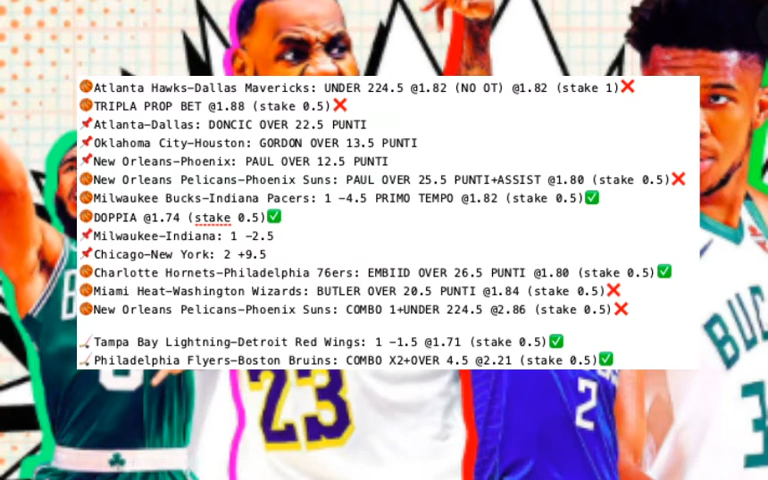 🏀Atlanta Hawks-Dallas Mavericks: UNDER 224.5 @1.82 (NO OT) @1.82 (stake 1)❌
🏀TRIPLA PROP BET @1.88 (stake 0.5)❌
📌Atlanta-Dallas: DONCIC OVER 22.5 PUNTI
📌Oklahoma City-Houston: GORDON OVER 13.5 PUNTI
📌New Orleans-Phoenix: PAUL OVER 12.5 PUNTI
🏀New Orleans Pelicans-Phoenix Suns: PAUL OVER 25.5 PUNTI+ASSIST @1.80 (stake 0.5)❌
🏀Milwaukee Bucks-Indiana Pacers: 1 -4.5 PRIMO TEMPO @1.82 (stake 0.5)✅
🏀DOPPIA @1.74 (stake 0.5)✅
📌Milwaukee-Indiana: 1 -2.5
📌Chicago-New York: 2 +9.5
🏀Charlotte Hornets-Philadelphia 76ers: EMBIID OVER 26.5 PUNTI @1.80 (stake 0.5)✅
🏀Miami Heat-Washington Wizards: BUTLER OVER 20.5 PUNTI @1.84 (stake 0.5)❌
🏀New Orleans Pelicans-Phoenix Suns: COMBO 1+UNDER 224.5 @2.86 (stake 0.5)❌
🏒Tampa Bay Lightning-Detroit Red Wings: 1 -1.5 @1.71 (stake 0.5)✅
🏒Philadelphia Flyers-Boston Bruins: COMBO X2+OVER 4.5 @2.21 (stake 0.5)✅
23
2
BUC
3